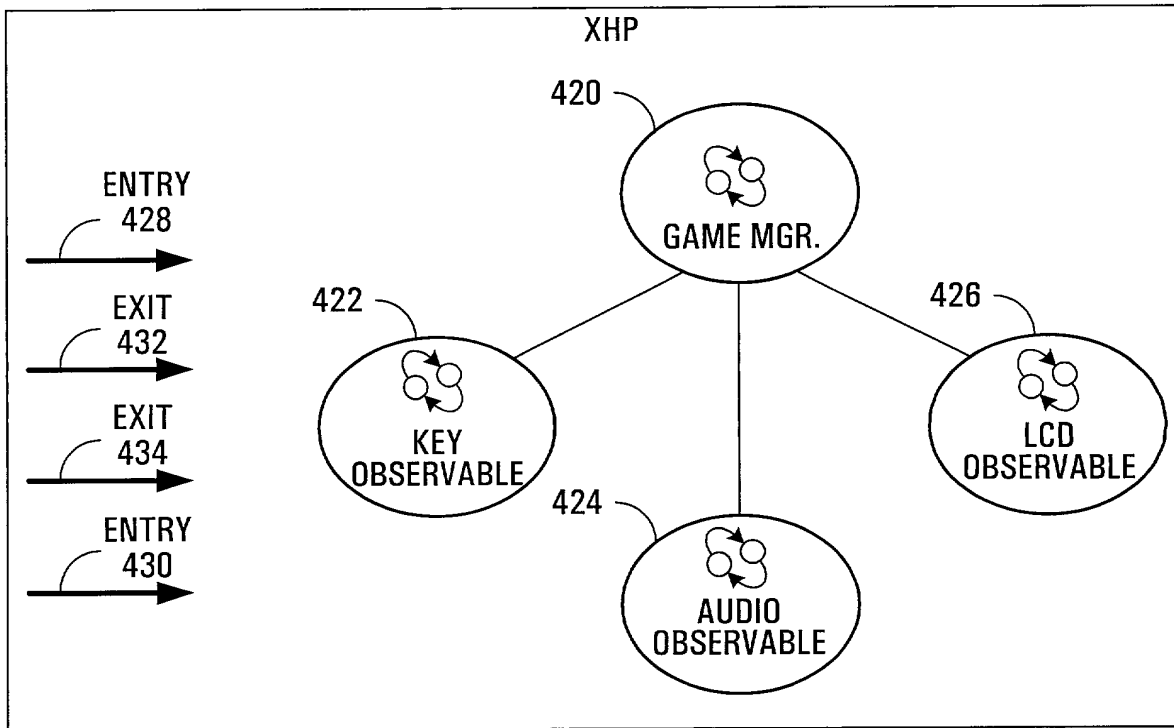 XHP
420
GAME MGR.
ENTRY
428
EXIT
432
EXIT
434
ENTRY
430
422
KEY
OBSERVABLE
424
AUDIO
OBSERVABLE
426
LCD
OBSERVABLE